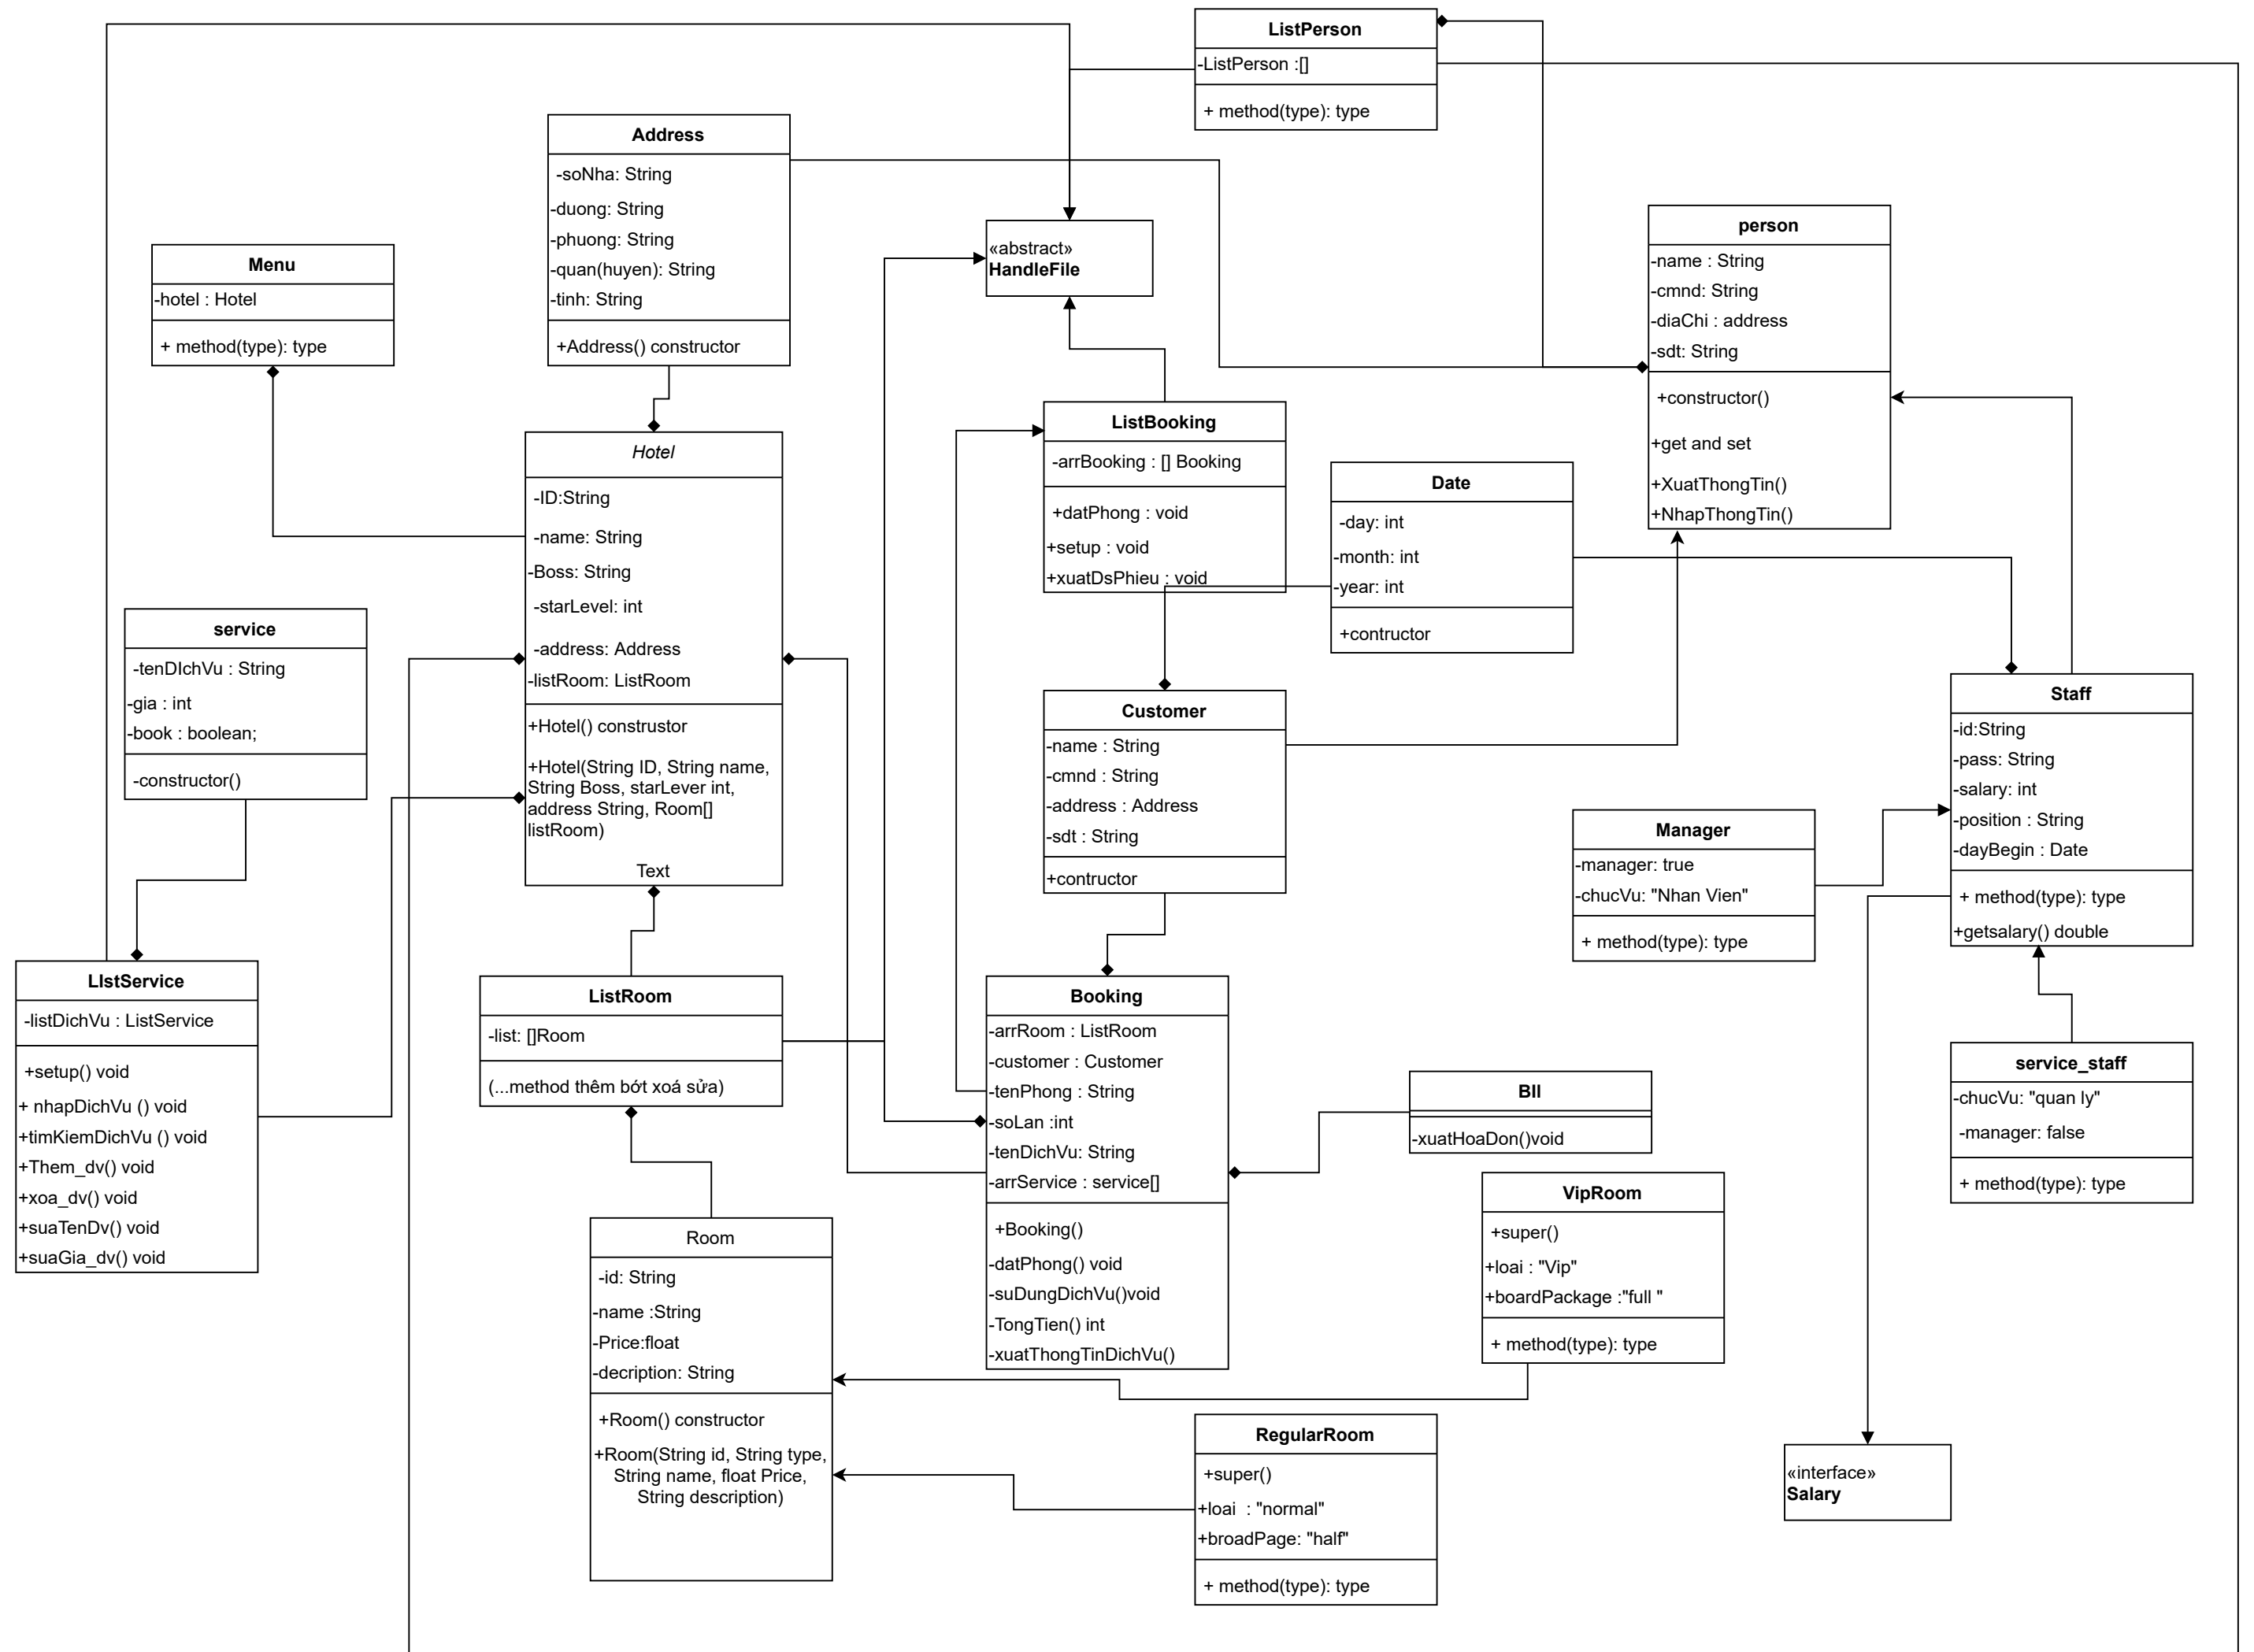 ListPerson
-ListPerson :[]
+ method(type): type
Address
-soNha: String
-duong: String
-phuong: String
-quan(huyen): String
-tinh: String
+Address() constructor
«abstract»
HandleFile
person
-name : String
-cmnd: String
-diaChi : address
-sdt: String
+constructor()
+get and set
+XuatThongTin()
+NhapThongTin()
Menu
-hotel : Hotel
+ method(type): type
Hotel
-ID:String
-name: String
-Boss: String
-starLevel: int
-address: Address
-listRoom: ListRoom
+Hotel() construstor
+Hotel(String ID, String name,
String Boss, starLever int,
address String, Room[]
listRoom)
Text
ListBooking
-arrBooking : [] Booking
+datPhong : void
+setup : void
+xuatDsPhieu : void
Date
-day: int
-month: int
-year: int
+contructor
service
-tenDIchVu : String
-gia : int
-book : boolean;
-constructor()
Customer
-name : String
-cmnd : String
-address : Address
-sdt : String
+contructor
Staff
-id:String
-pass: String
-salary: int
-position : String
-dayBegin : Date
+ method(type): type
+getsalary() double
Manager
-manager: true
-chucVu: "Nhan Vien"
+ method(type): type
LIstService
-listDichVu : ListService
+setup() void
+ nhapDichVu () void
+timKiemDichVu () void
+Them_dv() void
+xoa_dv() void
+suaTenDv() void
+suaGia_dv() void
ListRoom
-list: []Room
(...method thêm bớt xoá sửa)
Booking
-arrRoom : ListRoom
-customer : Customer
-tenPhong : String
-soLan :int
-tenDichVu: String
-arrService : service[]
+Booking()
-datPhong() void
-suDungDichVu()void
-TongTien() int
-xuatThongTinDichVu()
BIl
-xuatHoaDon()void
service_staff
-chucVu: "quan ly"
-manager: false
+ method(type): type
VipRoom
+super()
+loai : "Vip"
+boardPackage :"full "
+ method(type): type
Room
-id: String
-name :String
-Price:float
-decription: String
+Room() constructor
+Room(String id, String type,
String name, float Price,
String description)
RegularRoom
+super()
+loai : "normal"
+broadPage: "half"
+ method(type): type
«interface»
Salary